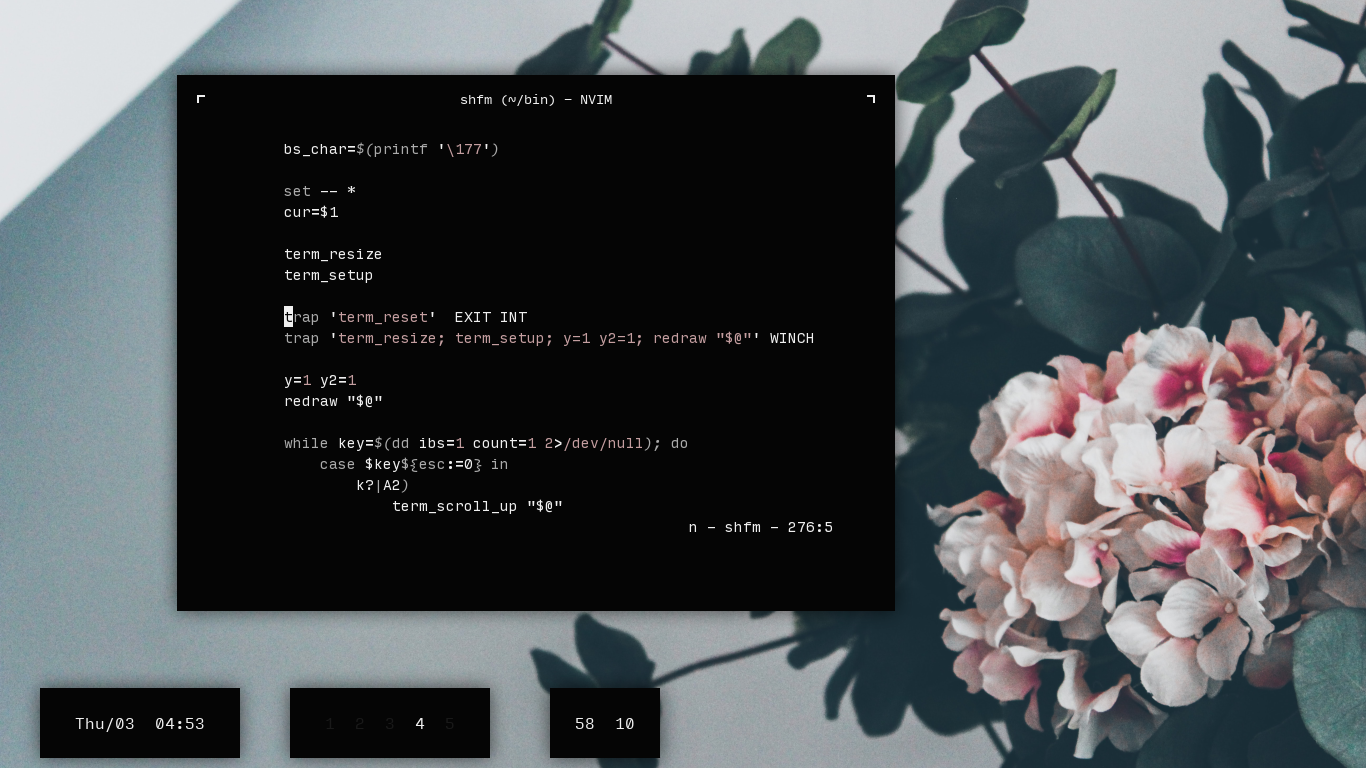 shfm (~/bin) – NVIM
bs_char=$(printf '\177')
set -- *
cur=$1
term_resize
term_setup
trap 'term_reset'  EXIT INT
trap 'term_resize; term_setup; y=1 y2=1; redraw "$@"' WINCH
y=1 y2=1
redraw "$@"
while key=$(dd ibs=1 count=1 2>/dev/null); do
    case $key${esc:=0} in
        k?|A2)
            term_scroll_up "$@"
n – shfm – 276:5
Thu/03  04:53
1 2 3 4 5
58 10